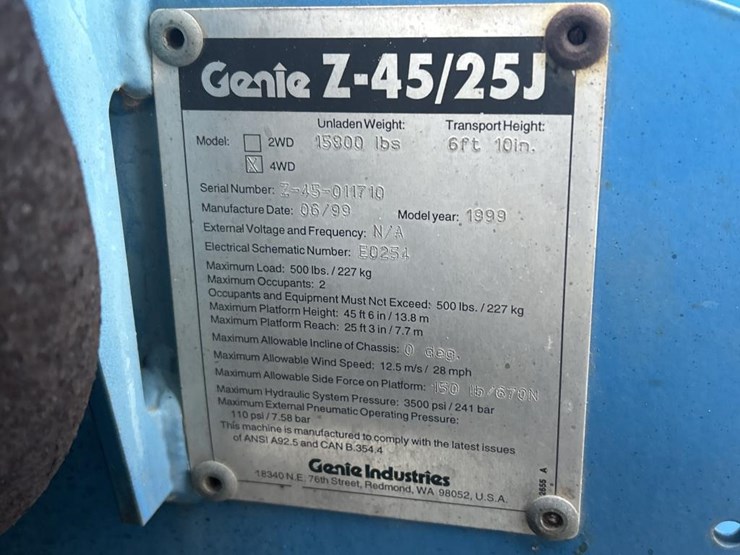 Genie Z-45/25J
Unladen Weight: Transport Height:
Model: 2WD 15900 lbs 6ft 10in.
X 4WD
Serial Number: Z-45-011710
Manufacture Date: 06/99 Model year: 1999
External Voltage and Frequency: N/A
Electrical Schematic Number: E0234
Maximum Load: 500 lbs. / 227 kg
Maximum Occupants: 2
Occupants and Equipment Must Not Exceed: 500 lbs. / 227 kg
Maximum Platform Height: 45 ft 6 in / 13.8 m
Maximum Platform Reach: 25 ft 3 in / 7.7 m
Maximum Allowable Incline of Chassis: 0 deg.
Maximum Allowable Wind Speed: 12.5 m/s / 28 mph
Maximum Allowable Side Force on Platform: 150 lb/670N
Maximum Hydraulic System Pressure: 3500 psi / 241 bar
Maximum External Pneumatic Operating Pressure:
110 psi / 7.58 bar
This machine is manufactured to comply with the latest issues
of ANSI A92.5 and CAN B.354.4
Genie Industries
18340 N.E. 76th Street, Redmond, WA 98052, U.S.A.